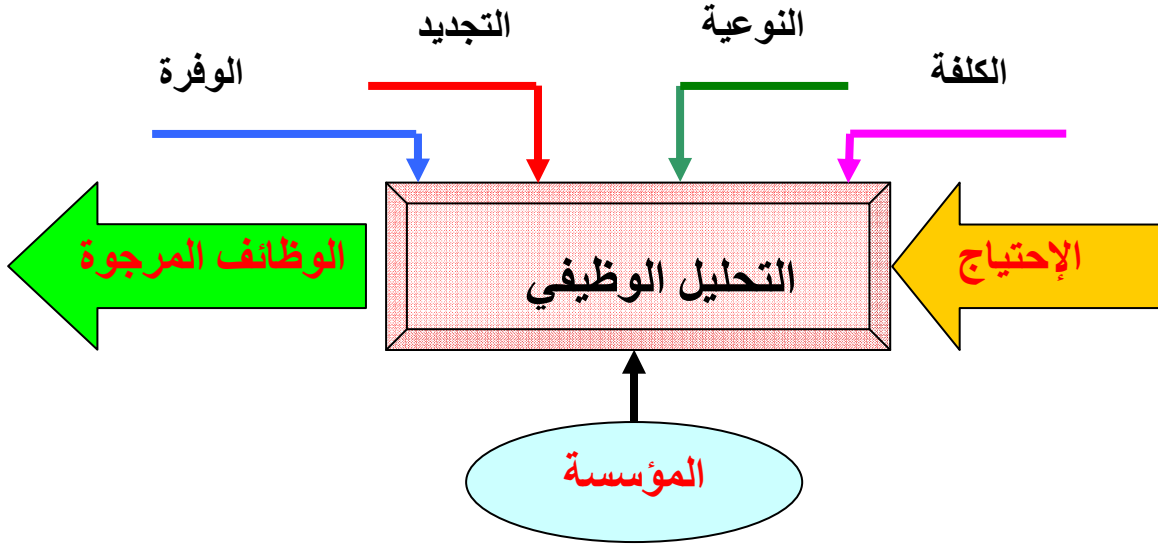 الكلفة
النوعية
التجديد
الوفرة
الإحتياج
التحليل الوظيفي
الوظائف المرجوة
المؤسسة